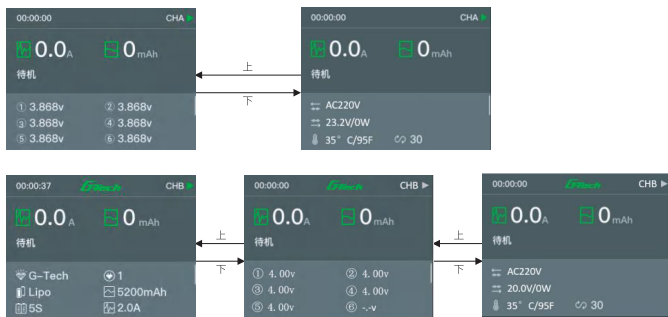 00:00:00 CHA
0.0A 0mAh
待机
① 3.868v ② 3.868v
③ 3.868v ④ 3.868v
⑤ 3.868v ⑥ 3.868v
上
下
00:00:00 CHA
0.0A 0mAh
待机
AC220V
23.2V/0W
35° C/95F 30
00:00:37 G-Tech CHB
0.0A 0mAh
待机
G-Tech 1
Lipo 5200mAh
5S 2.0A
上
下
00:00:00 G-Tech CHB
0.0A 0mAh
待机
① 4.00v ② 4.00v
③ 4.00v ④ 4.00v
⑤ 4.00v ⑥ -.-v
上
下
00:00:00 G-Tech CHB
0.0A 0mAh
待机
AC220V
20.0V/0W
35° C/95F 30